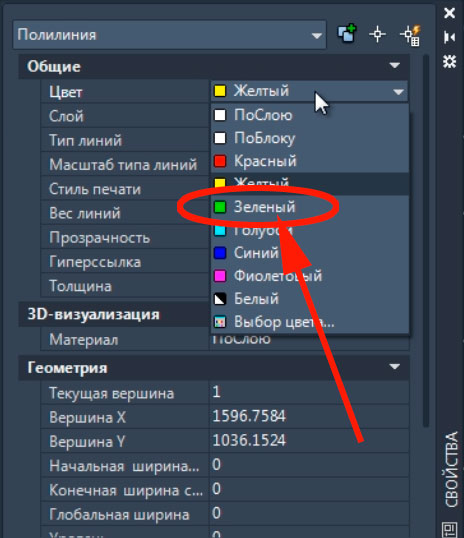 Полилиния
Общие
Цвет Желтый
Слой ПоСлою
Тип линий ПоБлоку
Масштаб типа линий Красный
Стиль печати Желтый
Вес линий Зеленый
Прозрачность Голубой
Гиперссылка Синий
Толщина Фиолетовый
Белый
3D-визуализация Выбор цвета...
Материал ПоСлою
Геометрия
Текущая вершина 1
Вершина X 1596.7584
Вершина Y 1036.1524
Начальная ширина... 0
Конечная ширина с... 0
Глобальная ширина 0
СВОЙСТВА